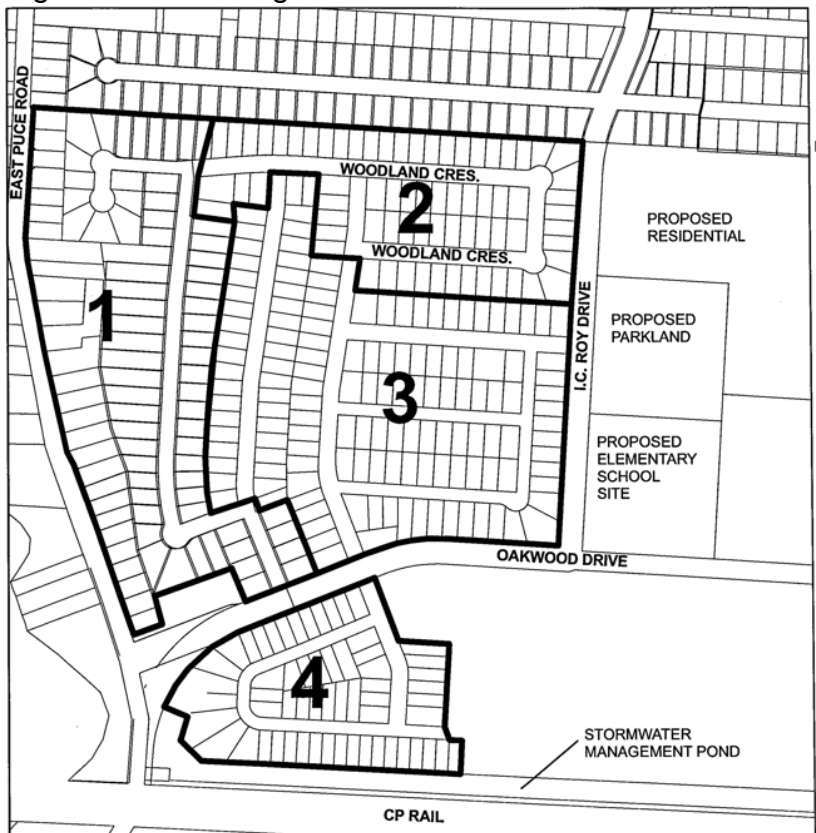 EAST PUCE ROAD
WOODLAND CRES.
2
PROPOSED
RESIDENTIAL
WOODLAND CRES.
1
I.C. ROY DRIVE
PROPOSED
PARKLAND
3
PROPOSED
ELEMENTARY
SCHOOL
SITE
OAKWOOD DRIVE
4
STORMWATER
MANAGEMENT POND
CP RAIL